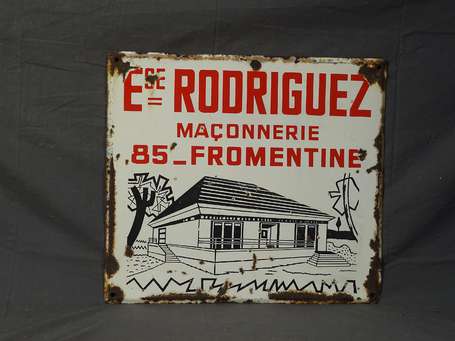 Ese RODRIGUEZ
MAÇONNERIE
85_FROMENTINE